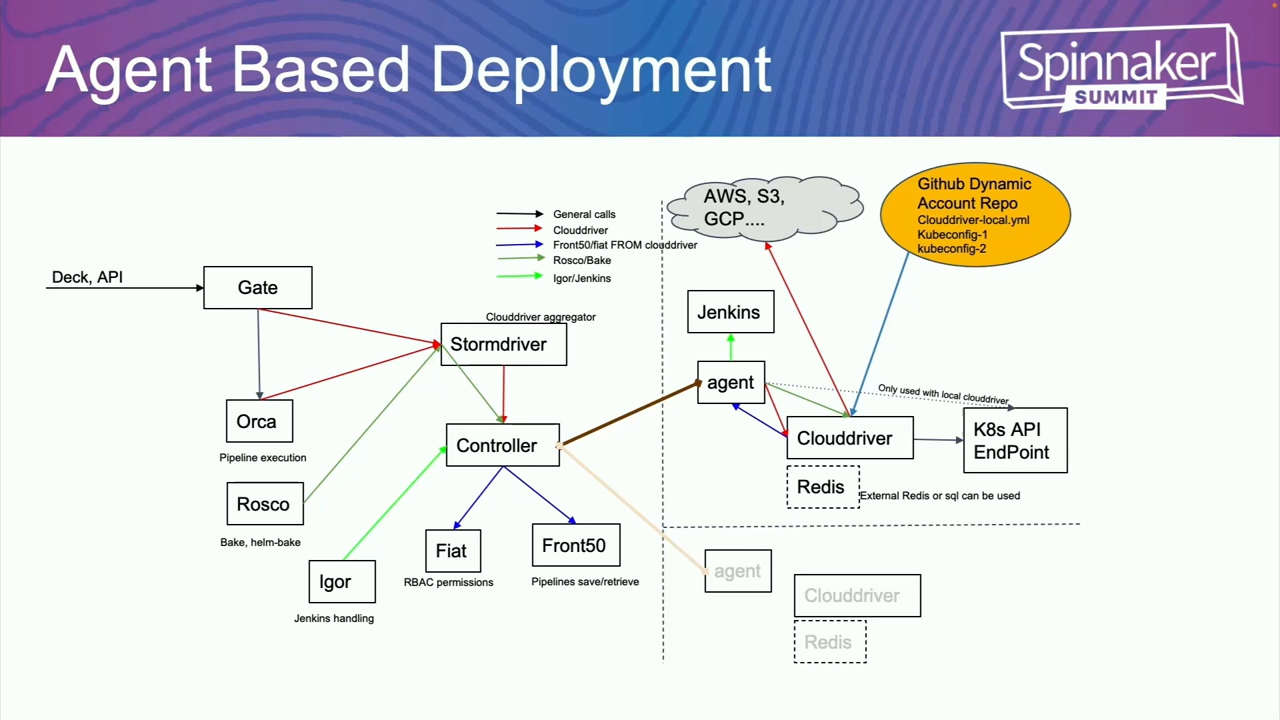 Agent Based Deployment
Spinnaker
SUMMIT
General calls
Clouddriver
Front50/fiat FROM clouddriver
Rosco/Bake
Igor/Jenkins
Deck, API
Gate
Clouddriver aggregator
Stormdriver
Orca
Pipeline execution
Controller
Rosco
Bake, helm-bake
Igor
Jenkins handling
Fiat
RBAC permissions
Front50
Pipelines save/retrieve
AWS, S3,
GCP....
Github Dynamic
Account Repo
Clouddriver-local.yml
Kubeconfig-1
kubeconfig-2
Jenkins
agent
Only used with local clouddriver
Clouddriver
K8s API
EndPoint
Redis
External Redis or sql can be used
agent
Clouddriver
Redis